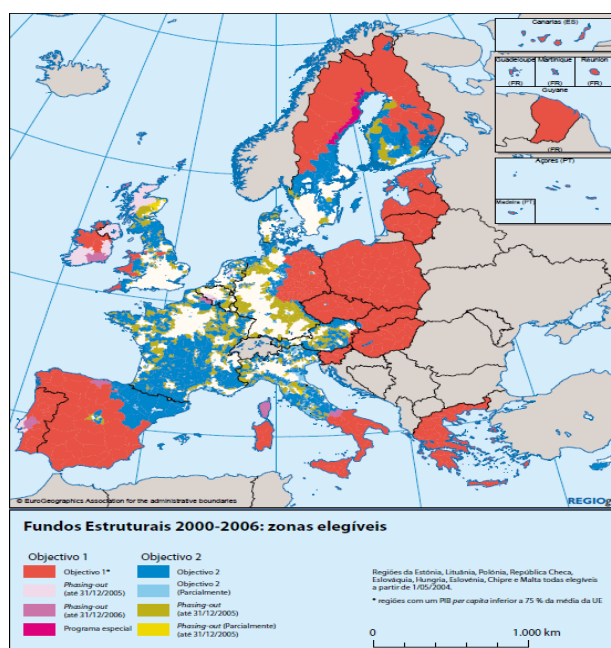 Canarias (ES)
Guadeloupe
Martinique
Réunion
(FR)
(FR)
(FR)
Guyane
(FR)
Açores (PT)
Madeira (PT)
© EuroGeographics Association for the administrative boundaries
REGIOg
Fundos Estruturais 2000-2006: zonas elegíveis
Objectivo 1
Objectivo 1*
Phasing-out
(até 31/12/2005)
Phasing-out
(até 31/12/2006)
Programa especial
Objectivo 2
Objectivo 2
Objectivo 2
(Parcialmente)
Phasing-out
(até 31/12/2005)
Phasing-out (Parcialmente)
(até 31/12/2005)
Regiões da Estónia, Lituânia, Polónia, República Checa,
Eslováquia, Hungria, Eslovénia, Chipre e Malta todas elegíveis
a partir de 1/05/2004.
* regiões com um PIB per capita inferior a 75 % da média da UE
0 1.000 km